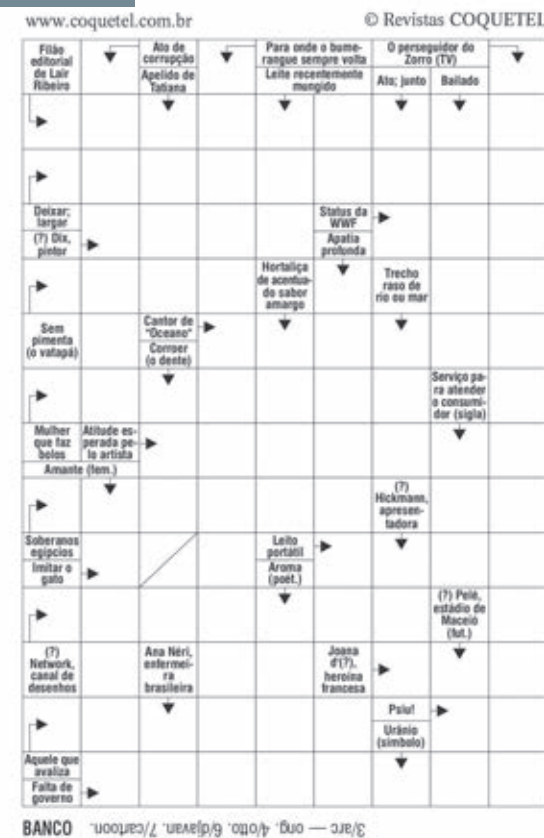 www.coquetel.com.br
© Revistas COQUETEL
Filão
editorial
de Lair
Ribeiro
Ato de
corrupção
Apelido de
Tatiana
Para onde o bume-
rangue sempre volta
Leite recentemente
mungido
O perseguidor do
Zorro (TV)
Ato; junto
Bailado
Deixar;
largar
(?) Dix,
pintor
Status da
WWF
Apatia
profunda
Hortaliça
de acentua-
do sabor
amargo
Trecho
raso de
rio ou mar
Sem
pimenta
(o vatapá)
Cantor de
"Oceano"
Corroer
(o dente)
Serviço pa-
ra atender
o consumi-
dor (sigla)
Mulher
que faz
bolos
Atitude es-
perada pe-
lo artista
Amante (fem.)
(?)
Hickmann,
apresen-
tadora
Soberanos
egípcios
Imitar o
gato
Leito
portátil
Aroma
(poét.)
(?) Pelé,
estádio de
Maceió
(fut.)
(?)
Network,
canal de
desenhos
Ana Néri,
enfermei-
ra
brasileira
Joana
d'(?),
heroína
francesa
Psiu!
Urânio
(símbolo)
Aquele que
avaliza
Falta de
governo
BANCO
3/arc — ong. 4/otto. 6/djavan. 7/cartoon.